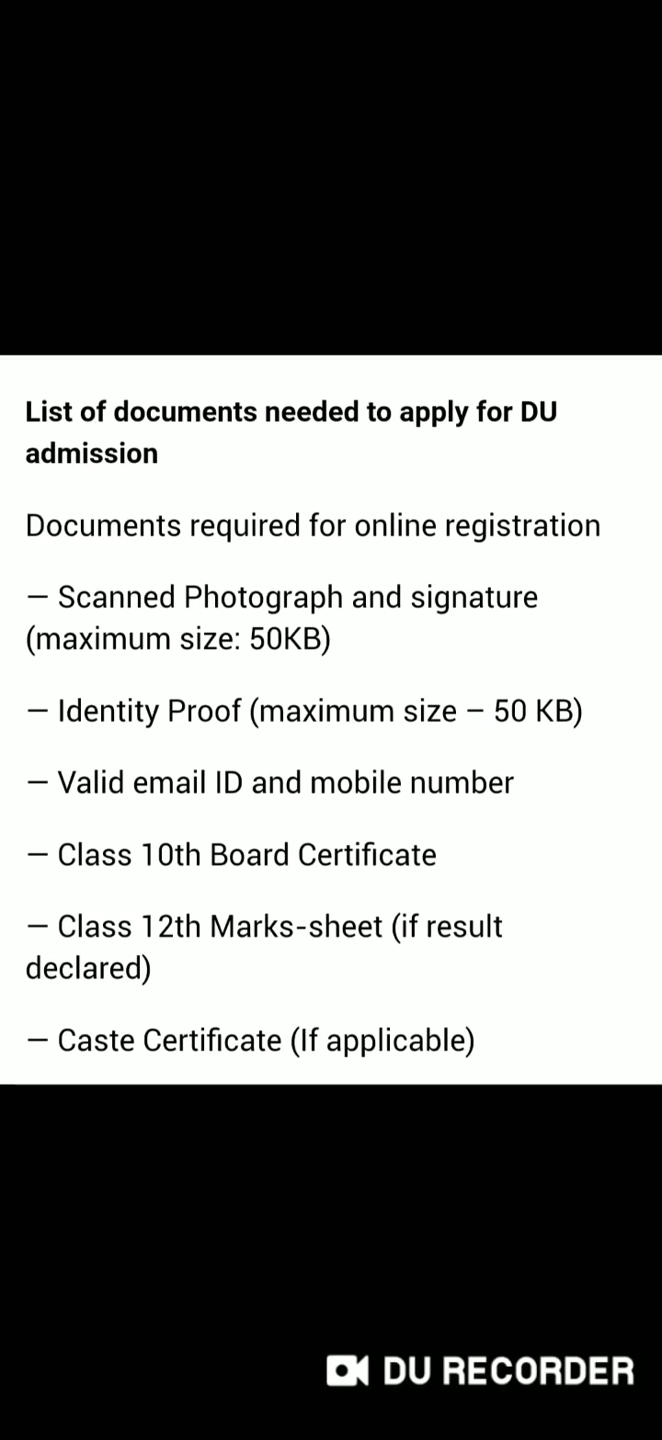 List of documents needed to apply for DU
admission
Documents required for online registration
– Scanned Photograph and signature
(maximum size: 50KB)
– Identity Proof (maximum size – 50 KB)
– Valid email ID and mobile number
– Class 10th Board Certificate
– Class 12th Marks-sheet (if result
declared)
– Caste Certificate (If applicable)
DU RECORDER